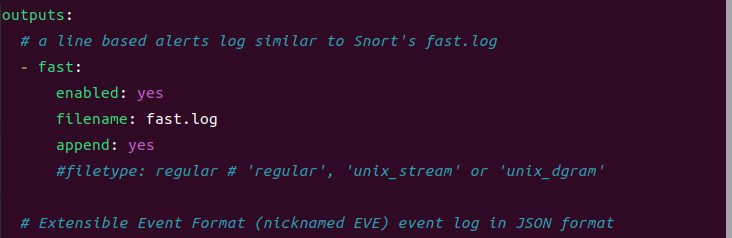 outputs:
  # a line based alerts log similar to Snort's fast.log
  - fast:
      enabled: yes
      filename: fast.log
      append: yes
      #filetype: regular # 'regular', 'unix_stream' or 'unix_dgram'
  # Extensible Event Format (nicknamed EVE) event log in JSON format